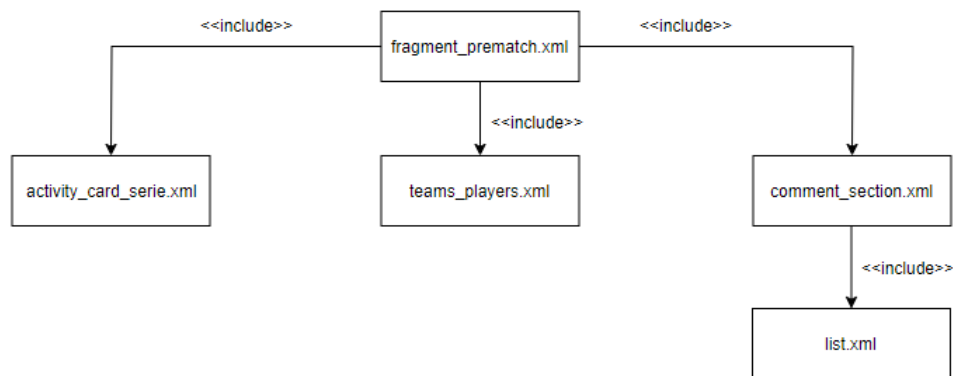 <<include>>
fragment_prematch.xml
<<include>>
<<include>>
activity_card_serie.xml
teams_players.xml
comment_section.xml
<<include>>
list.xml